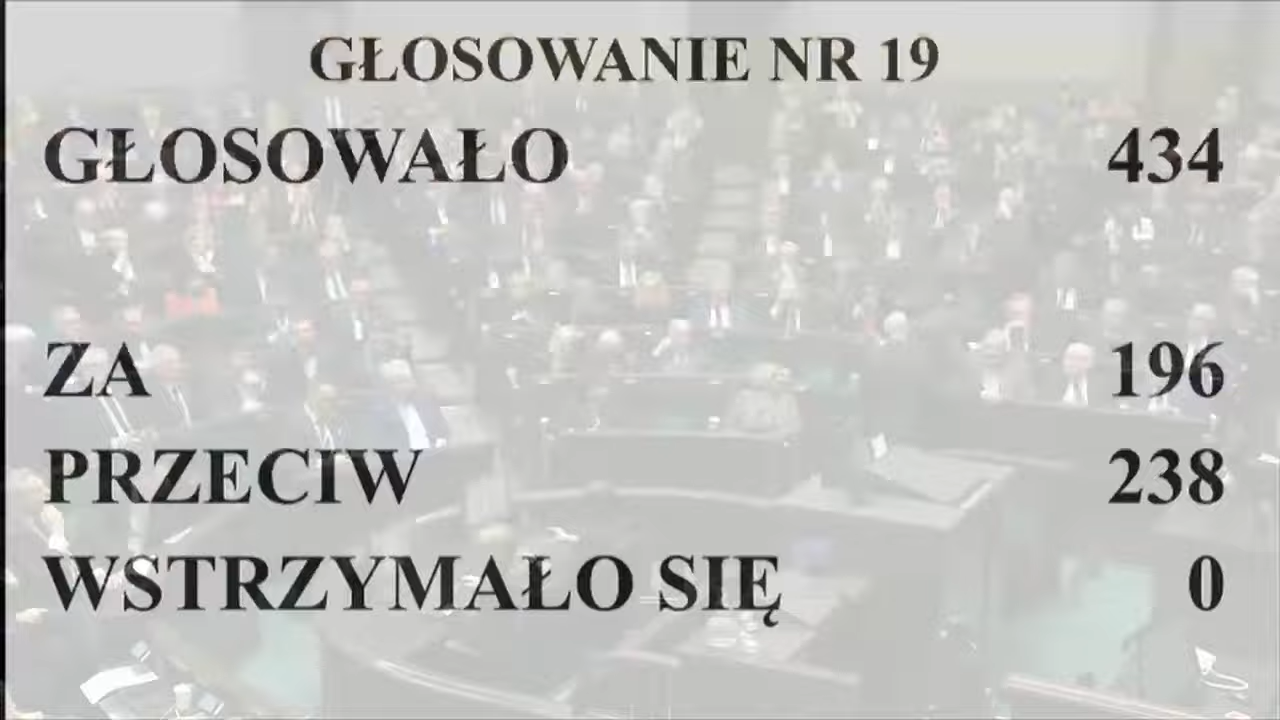 GŁOSOWANIE NR 19
GŁOSOWAŁO 434
ZA 196
PRZECIW 238
WSTRZYMAŁO SIĘ 0